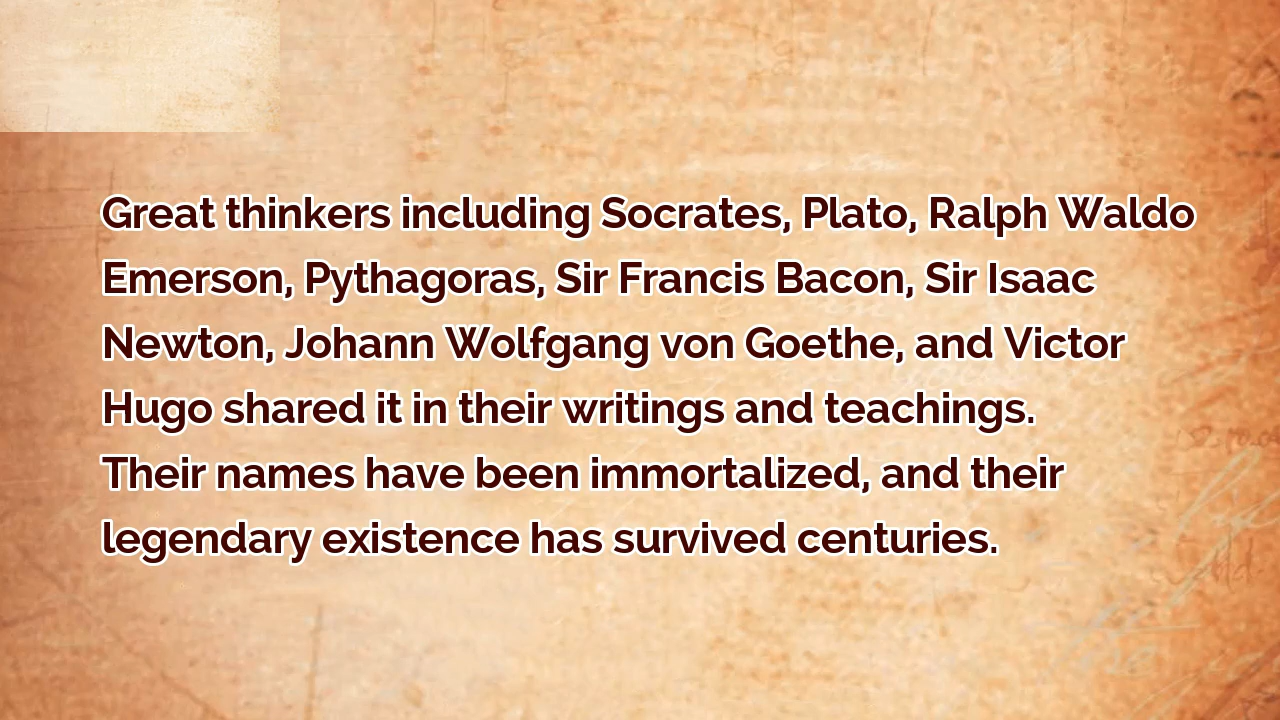 Great thinkers including Socrates, Plato, Ralph Waldo
Emerson, Pythagoras, Sir Francis Bacon, Sir Isaac
Newton, Johann Wolfgang von Goethe, and Victor
Hugo shared it in their writings and teachings.
Their names have been immortalized, and their
legendary existence has survived centuries.